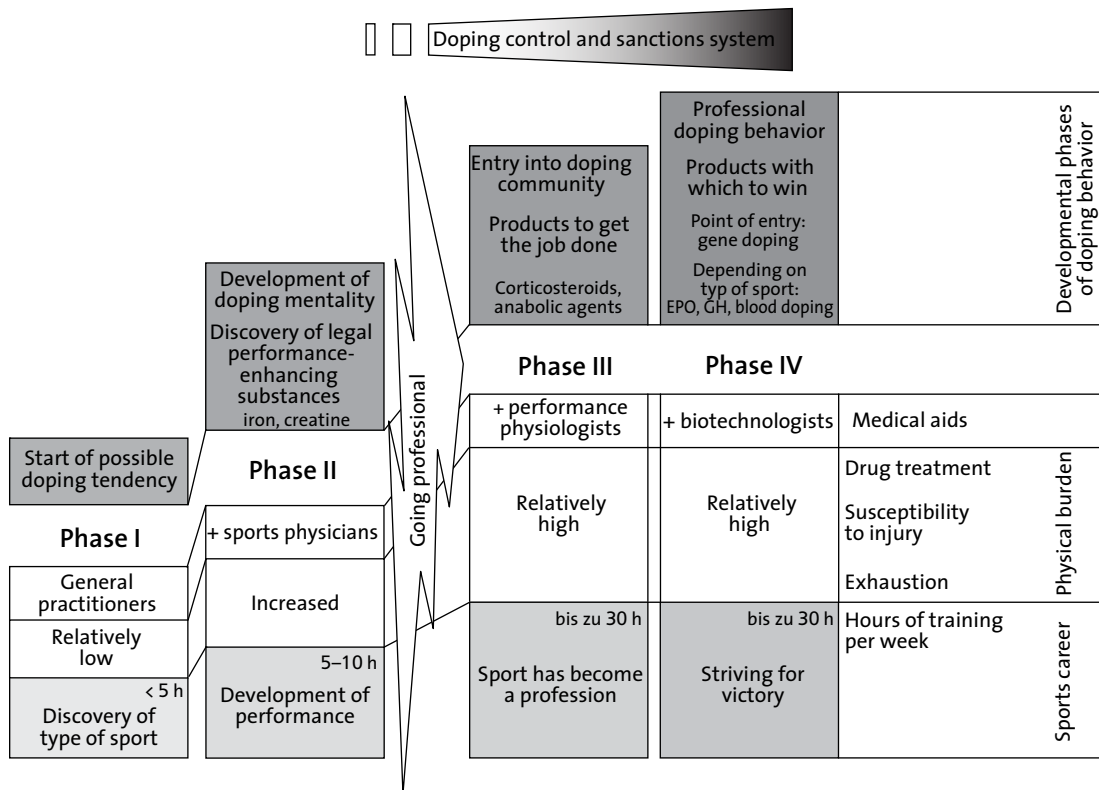 Doping control and sanctions system
Professional
doping behavior
Products with
which to win
Point of entry:
gene doping
Depending on
typ of sport:
EPO, GH, blood doping
Developmental phases
of doping behavior
Entry into doping
community
Products to get
the job done
Corticosteroids,
anabolic agents
Development of
doping mentality
Discovery of legal
performance-
enhancing
substances
iron, creatine
Start of possible
doping tendency
Phase I
Phase II
Going professional
Phase III
Phase IV
General
practitioners
+ sports physicians
+ performance
physiologists
+ biotechnologists
Medical aids
Relatively
low
Increased
Relatively
high
Relatively
high
Drug treatment
Susceptibility
to injury
Exhaustion
Physical burden
< 5 h
Discovery of
type of sport
5–10 h
Development of
performance
bis zu 30 h
Sport has become
a profession
bis zu 30 h
Striving for
victory
Hours of training
per week
Sports career